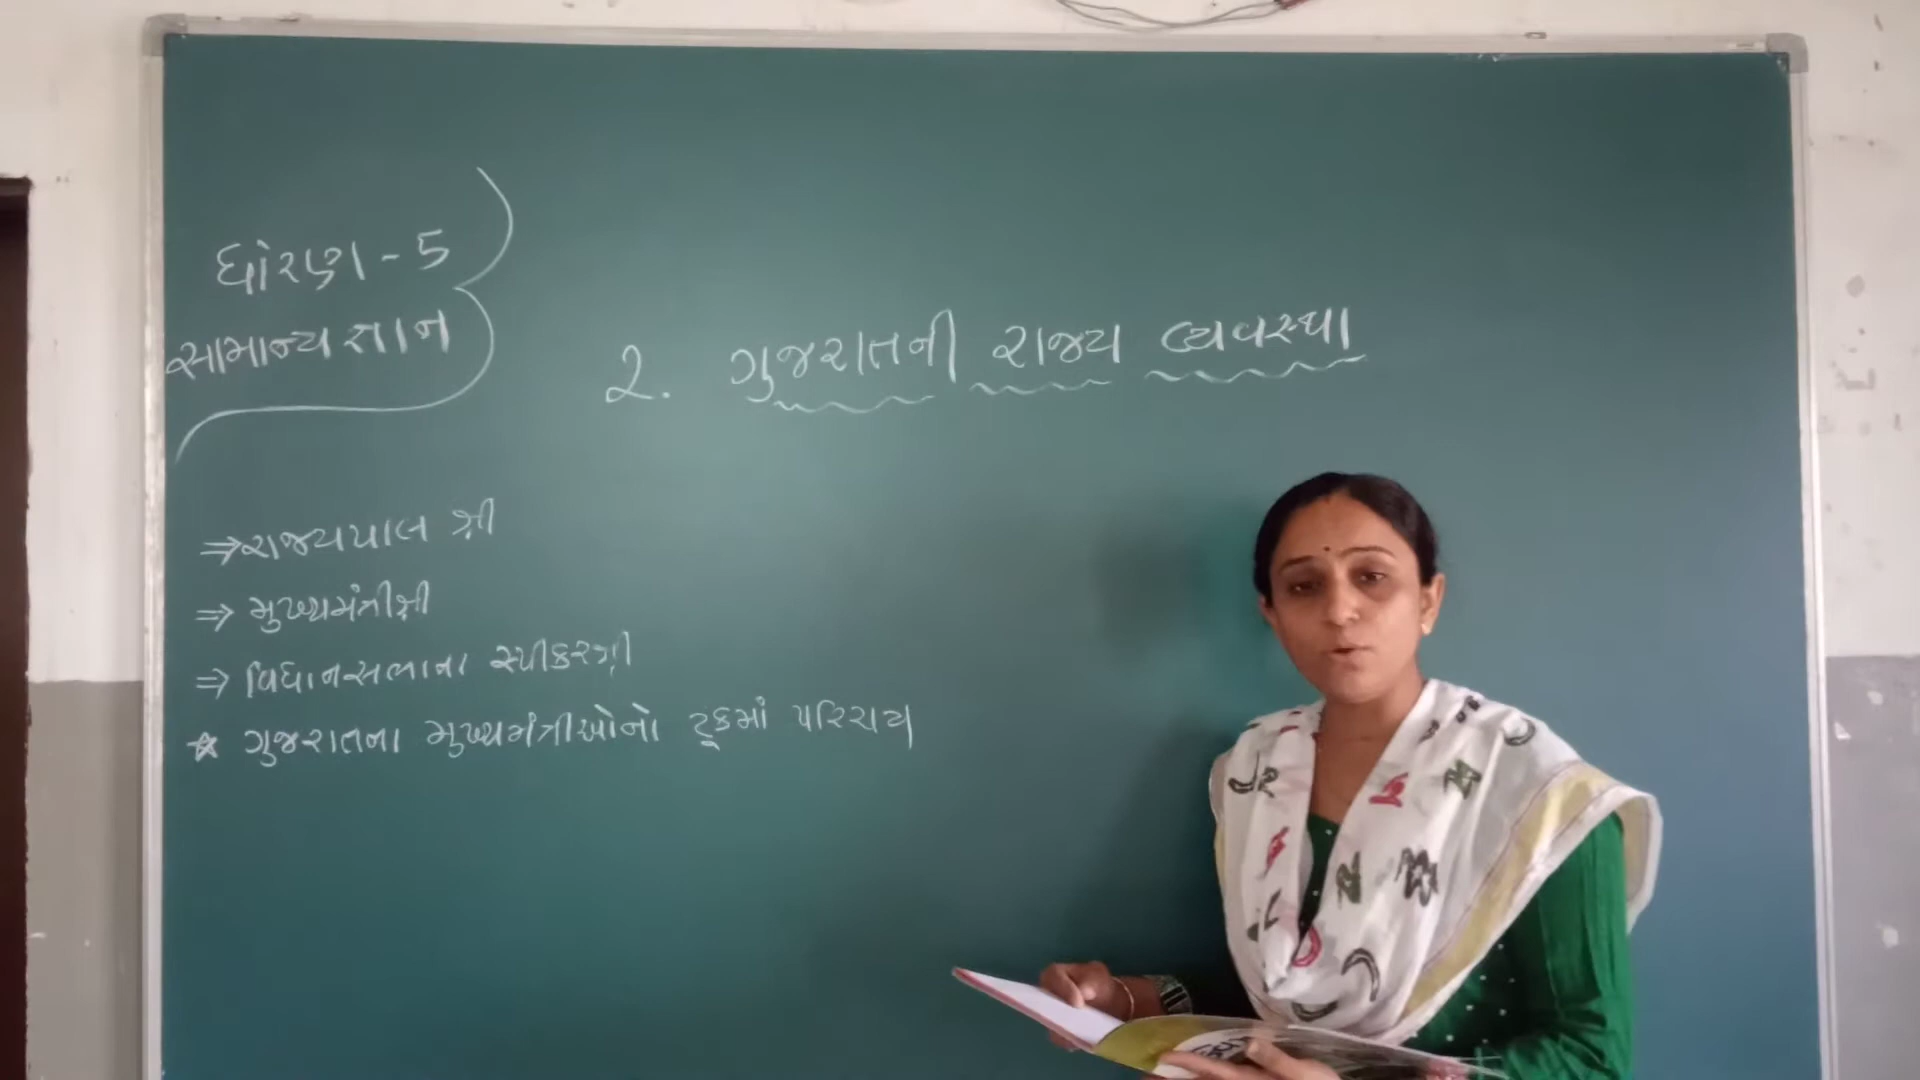 ધોરણ - 5
સામાન્ય જ્ઞાન
2. ગુજરાતની રાજ્ય વ્યવસ્થા
⇒ રાજ્યપાલ શ્રી
⇒ મુખ્યમંત્રીશ્રી
⇒ વિધાનસભાના સ્પીકરશ્રી
☆ ગુજરાતના મુખ્યમંત્રીઓનો ટૂકમાં પરિચય